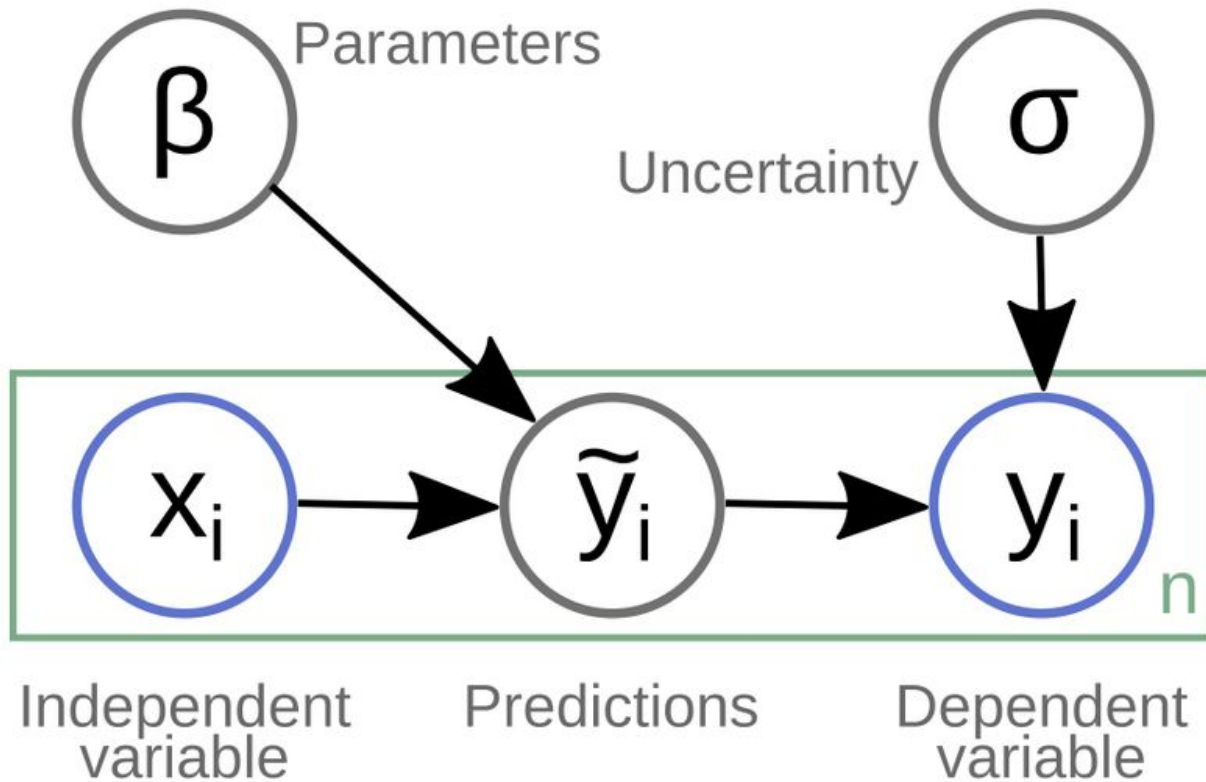 Parameters
β
σ
Uncertainty
xᵢ
ỹᵢ
yᵢ
n
Independent
variable
Predictions
Dependent
variable